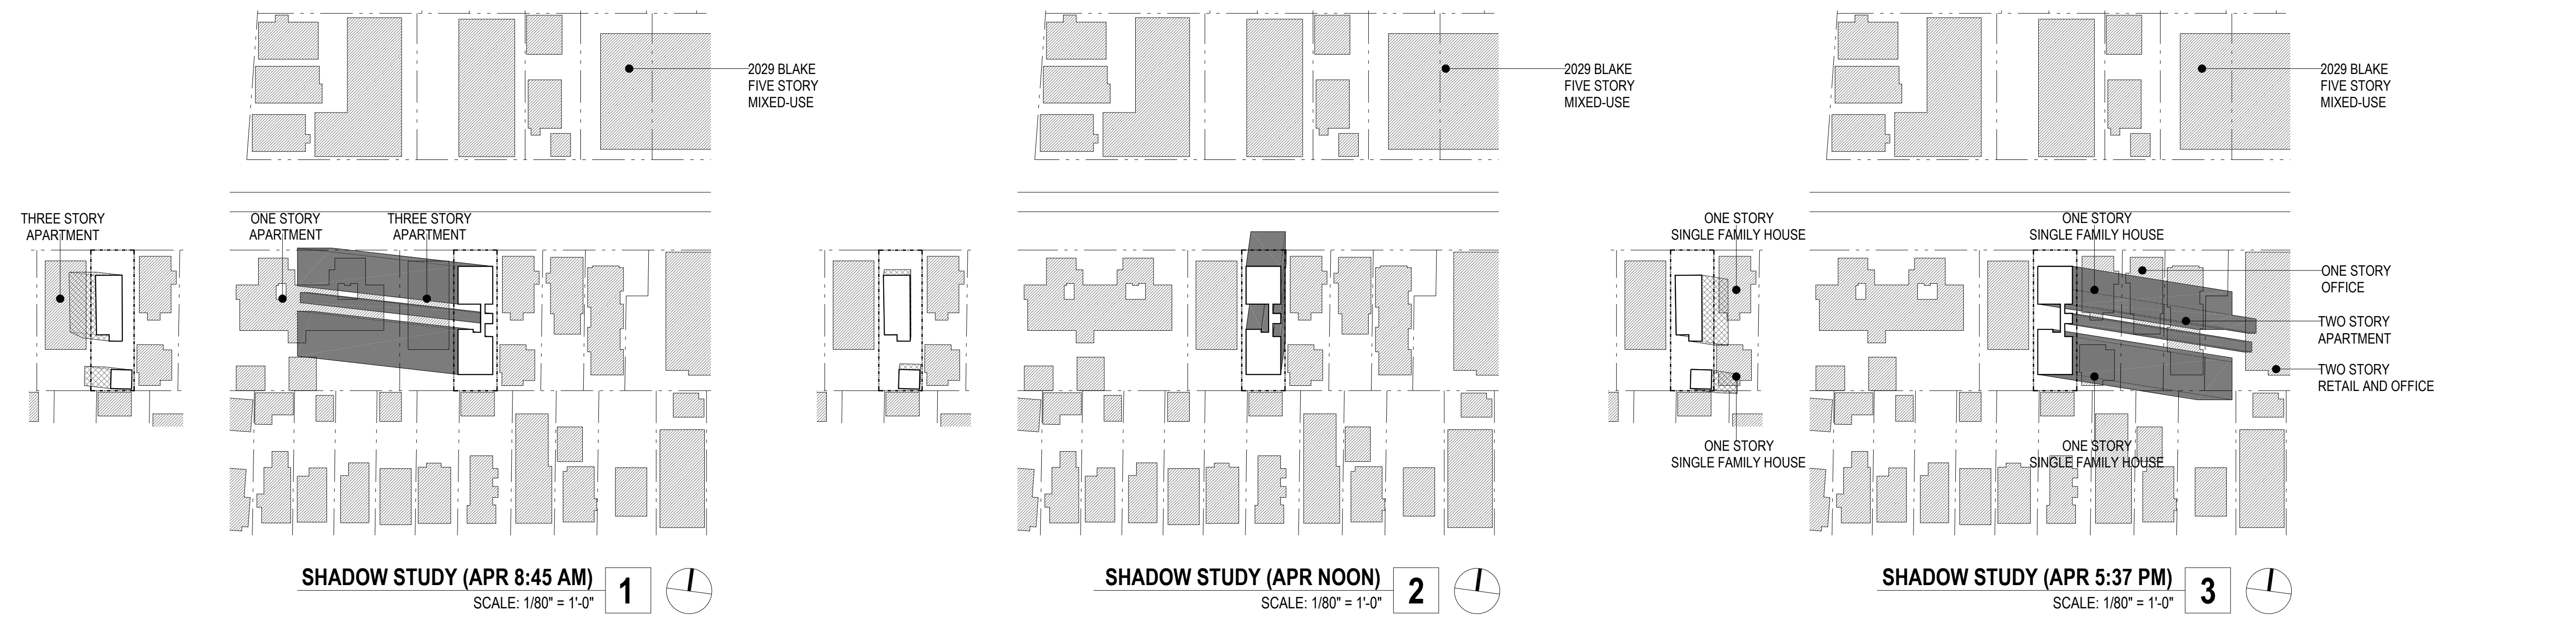 2029 BLAKE
FIVE STORY
MIXED-USE
THREE STORY
APARTMENT
ONE STORY
APARTMENT
THREE STORY
APARTMENT
SHADOW STUDY (APR 8:45 AM)
SCALE: 1/80" = 1'-0"
1
2029 BLAKE
FIVE STORY
MIXED-USE
SHADOW STUDY (APR NOON)
SCALE: 1/80" = 1'-0"
2
2029 BLAKE
FIVE STORY
MIXED-USE
ONE STORY
SINGLE FAMILY HOUSE
ONE STORY
SINGLE FAMILY HOUSE
ONE STORY
OFFICE
TWO STORY
APARTMENT
TWO STORY
RETAIL AND OFFICE
ONE STORY
SINGLE FAMILY HOUSE
ONE STORY
SINGLE FAMILY HOUSE
SHADOW STUDY (APR 5:37 PM)
SCALE: 1/80" = 1'-0"
3